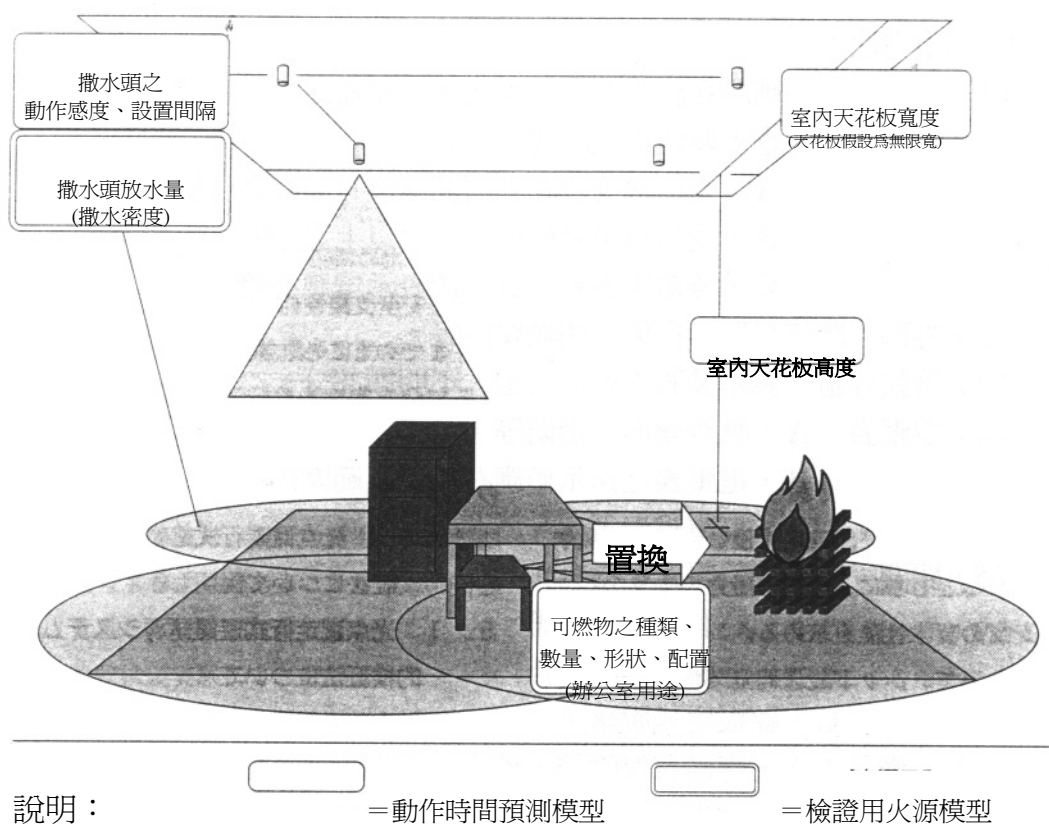 撒水頭之
動作感度、設置間隔
撒水頭放水量
(撒水密度)
室內天花板寬度
(天花板假設爲無限寬)
室內天花板高度
置換
可燃物之種類、
數量、形狀、配置
(辦公室用途)
說明：
＝動作時間預測模型
＝檢證用火源模型